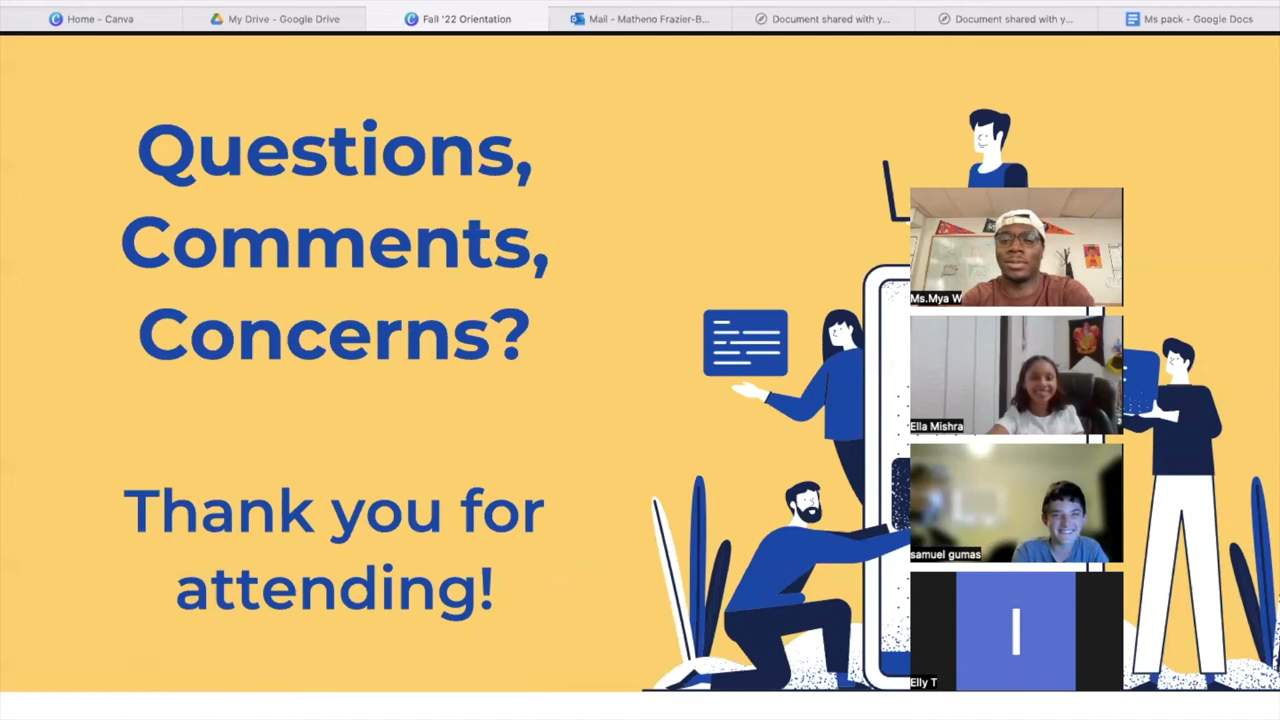 Home - Canva
My Drive - Google Drive
Fall '22 Orientation
Mail - Matheno Frazier-B...
Document shared with y...
Document shared with y...
Ms pack - Google Docs
Questions,
Comments,
Concerns?
Thank you for
attending!
Ms.Mya W
Ella Mishra
samuel gumas
I
Elly T